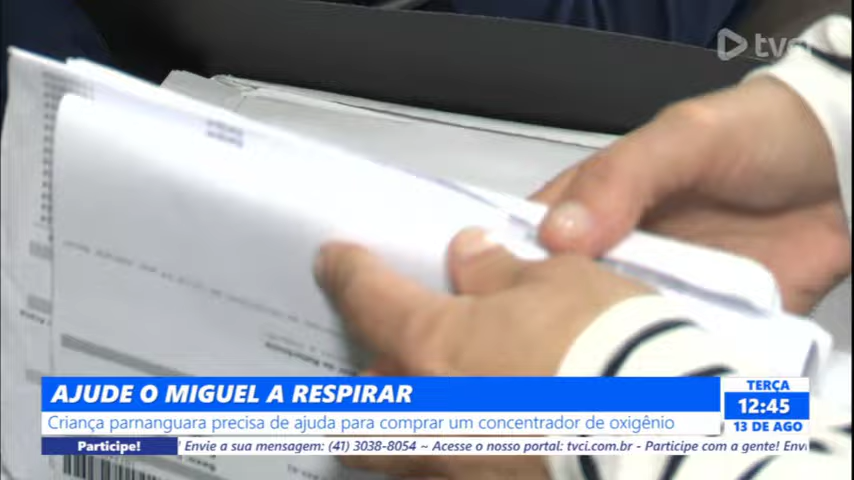 tvci
AJUDE O MIGUEL A RESPIRAR
TERÇA
Criança parnanguara precisa de ajuda para comprar um concentrador de oxigênio
12:45
13 DE AGO
Participe!
Envie a sua mensagem: (41) 3038-8054 ~ Acesse o nosso portal: tvci.com.br - Participe com a gente! Envi